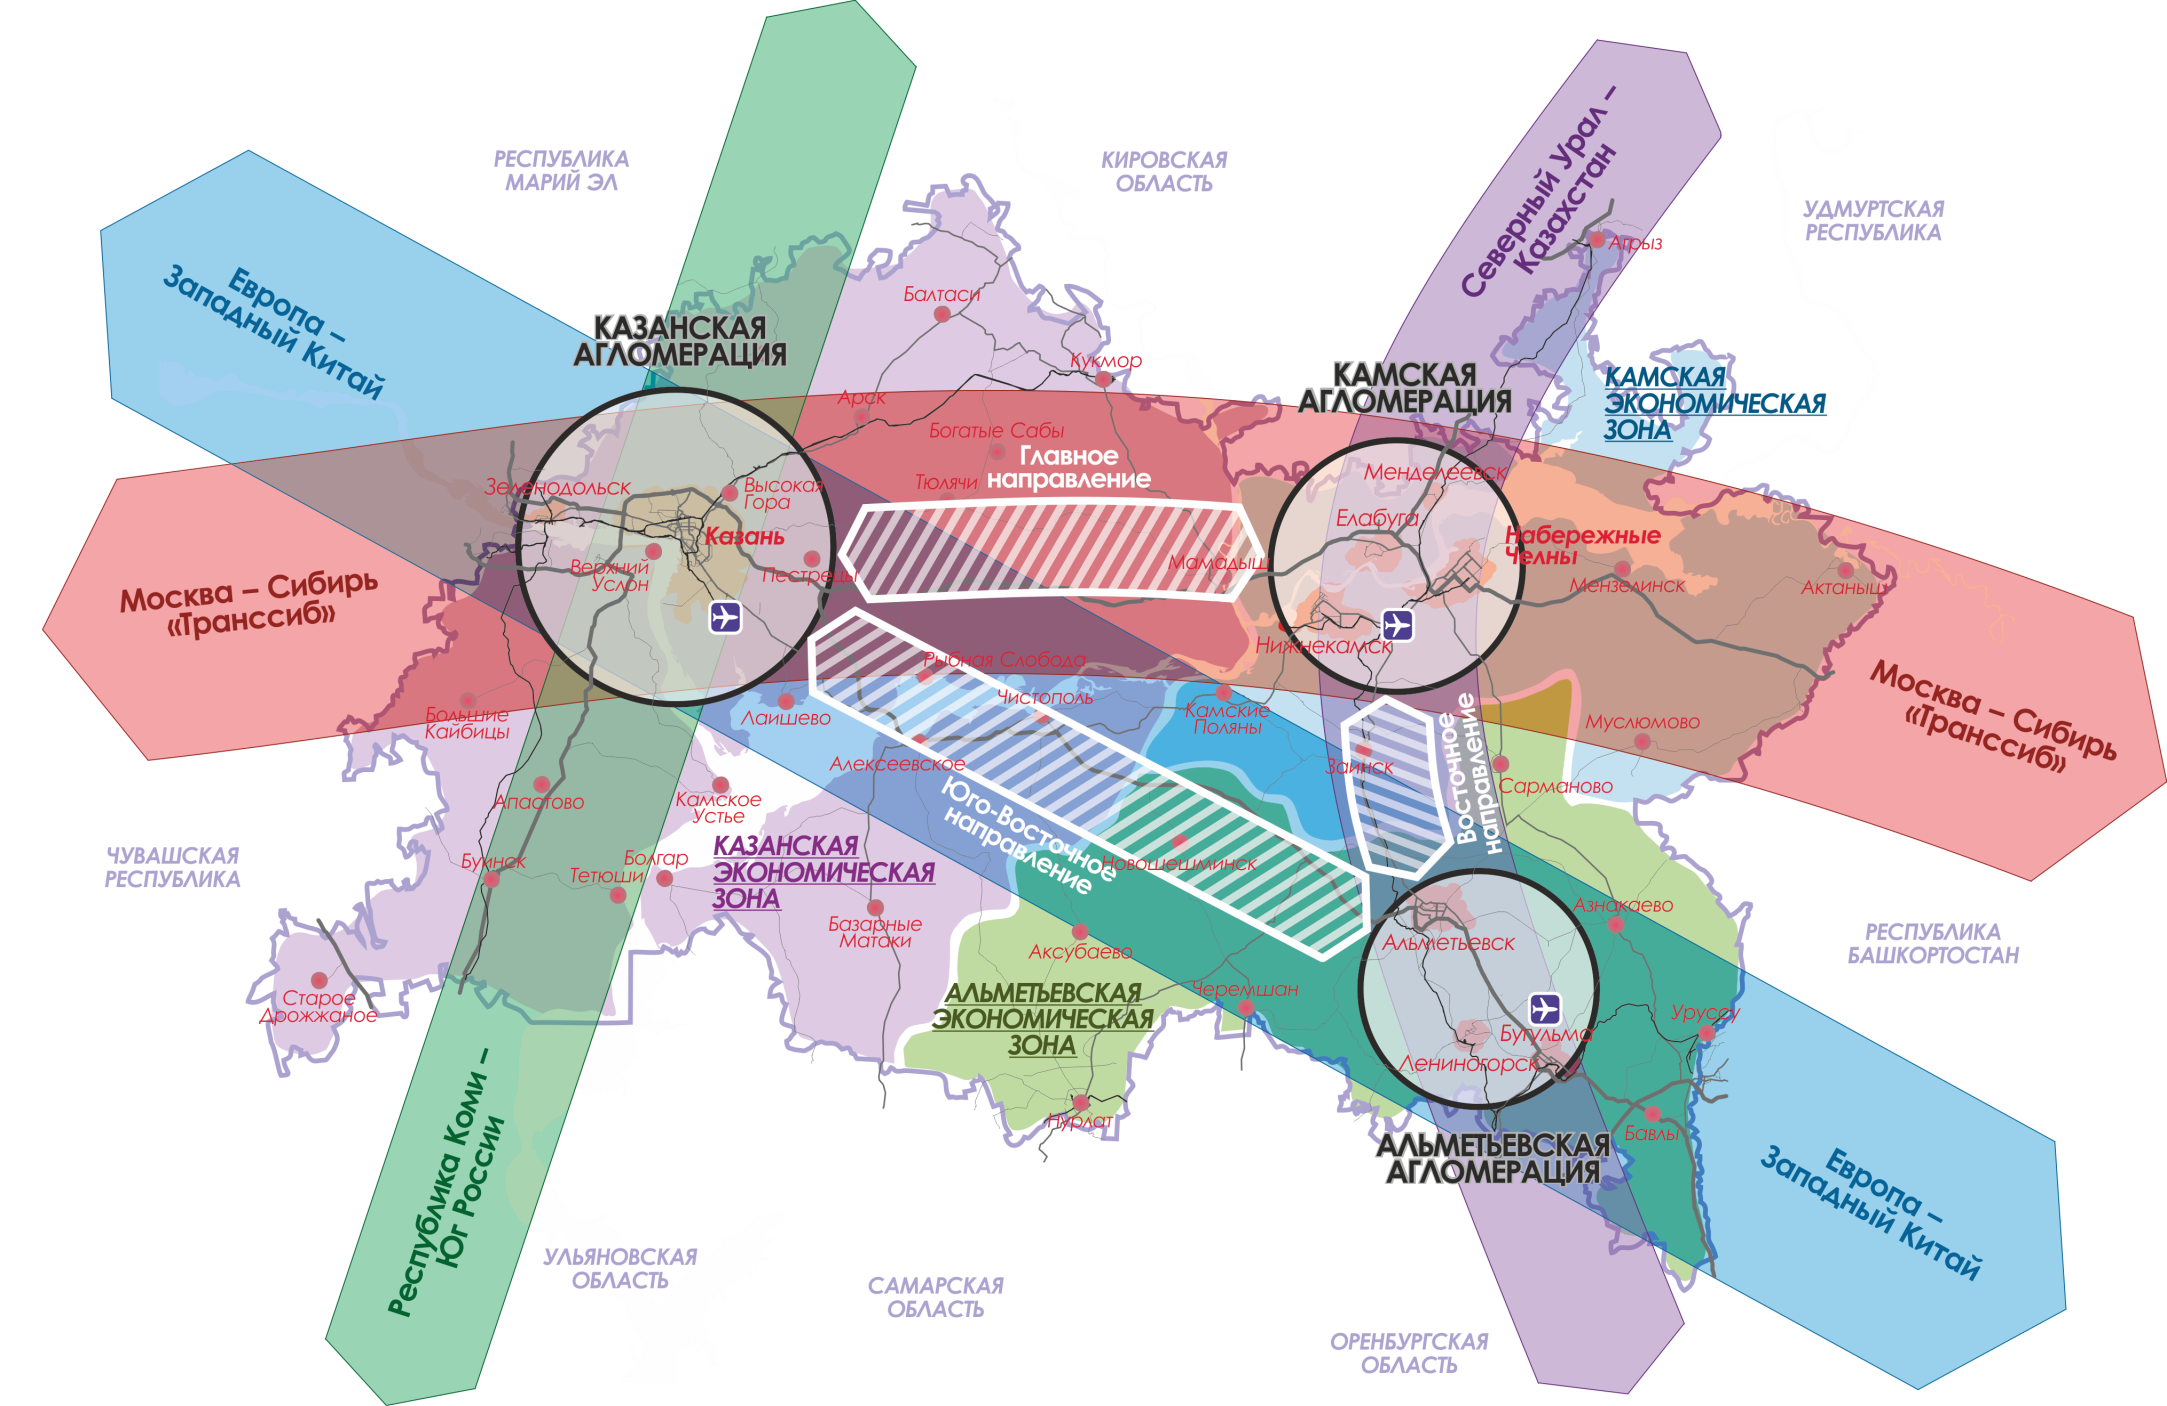 РЕСПУБЛИКА
МАРИЙ ЭЛ
КИРОВСКАЯ
ОБЛАСТЬ
Северный Урал –
Казахстан
УДМУРТСКАЯ
РЕСПУБЛИКА
Агрыз
Европа –
Западный Китай
КАЗАНСКАЯ
АГЛОМЕРАЦИЯ
Балтаси
Кукмор
КАМСКАЯ
АГЛОМЕРАЦИЯ
КАМСКАЯ
ЭКОНОМИЧЕСКАЯ
ЗОНА
Арск
Богатые Сабы
Главное
направление
Тюлячи
Менделеевск
Зеленодольск
Высокая
Гора
Казань
Елабуга
Набережные
Челны
Верхний
Услон
Пестрецы
Мамадыш
Мензелинск
Актаныш
Москва – Сибирь
«Транссиб»
Нижнекамск
Рыбная Слобода
Чистополь
Лаишево
Камские
Поляны
Большие
Кайбицы
Муслюмово
Москва – Сибирь
«Транссиб»
Восточное
направление
Заинск
Сарманово
Алексеевское
Юго-Восточное
направление
Апастово
Камское
Устье
ЧУВАШСКАЯ
РЕСПУБЛИКА
КАЗАНСКАЯ
ЭКОНОМИЧЕСКАЯ
ЗОНА
Буинск
Болгар
Тетюши
Новошешминск
Базарные
Матаки
Аксубаево
Азнакаево
Альметьевск
РЕСПУБЛИКА
БАШКОРТОСТАН
Старое
Дрожжаное
АЛЬМЕТЬЕВСКАЯ
ЭКОНОМИЧЕСКАЯ
ЗОНА
Черемшан
Уруссу
Бугульма
Лениногорск
Нурлат
Бавлы
АЛЬМЕТЬЕВСКАЯ
АГЛОМЕРАЦИЯ
Республика Коми –
Юг России
Европа –
Западный Китай
УЛЬЯНОВСКАЯ
ОБЛАСТЬ
САМАРСКАЯ
ОБЛАСТЬ
ОРЕНБУРГСКАЯ
ОБЛАСТЬ